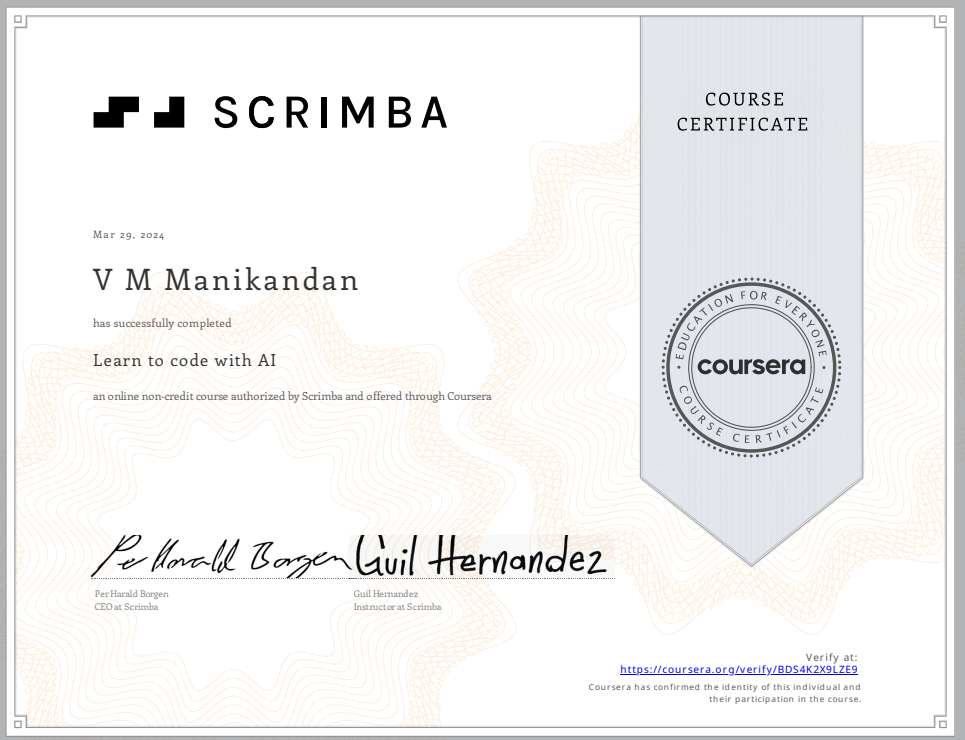 SCRIMBA
COURSE
CERTIFICATE
Mar 29, 2024
V M Manikandan
has successfully completed
Learn to code with AI
an online non-credit course authorized by Scrimba and offered through Coursera
EDUCATION FOR EVERYONE
coursera
COURSE CERTIFICATE
Per Harald Borgen
Guil Hernandez
Per Harald Borgen
CEO at Scrimba
Guil Hernandez
Instructor at Scrimba
Verify at:
https://coursera.org/verify/BDS4K2X9LZE9
Coursera has confirmed the identity of this individual and
their participation in the course.